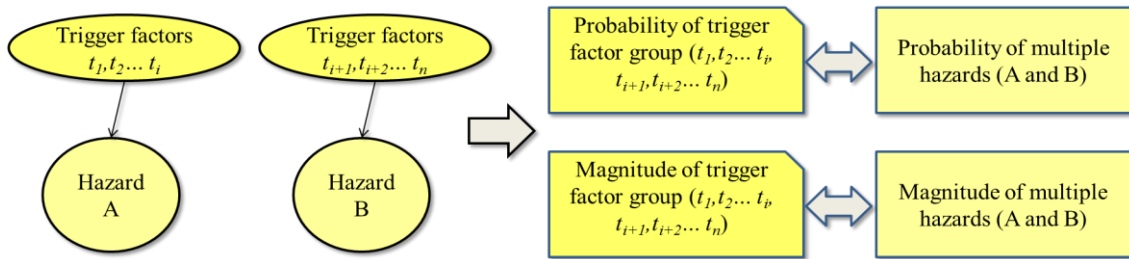 Trigger factors
t1,t2... ti
Hazard
A
Trigger factors
ti+1,ti+2... tn
Hazard
B
Probability of trigger
factor group (t1,t2... ti,
ti+1,ti+2... tn)
Probability of multiple
hazards (A and B)
Magnitude of trigger
factor group (t1,t2... ti,
ti+1,ti+2... tn)
Magnitude of multiple
hazards (A and B)